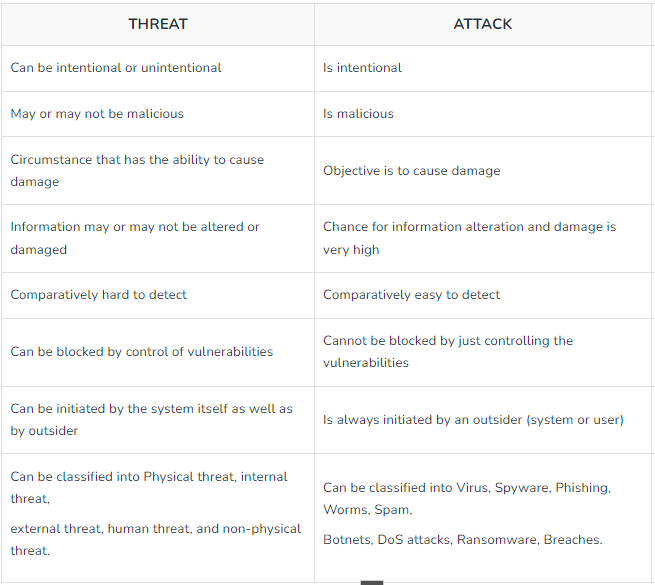 THREAT
ATTACK
Can be intentional or unintentional
Is intentional
May or may not be malicious
Is malicious
Circumstance that has the ability to cause
damage
Objective is to cause damage
Information may or may not be altered or
damaged
Chance for information alteration and damage is
very high
Comparatively hard to detect
Comparatively easy to detect
Can be blocked by control of vulnerabilities
Cannot be blocked by just controlling the
vulnerabilities
Can be initiated by the system itself as well as
by outsider
Is always initiated by an outsider (system or user)
Can be classified into Physical threat, internal
threat,
external threat, human threat, and non-physical
threat.
Can be classified into Virus, Spyware, Phishing,
Worms, Spam,
Botnets, DoS attacks, Ransomware, Breaches.